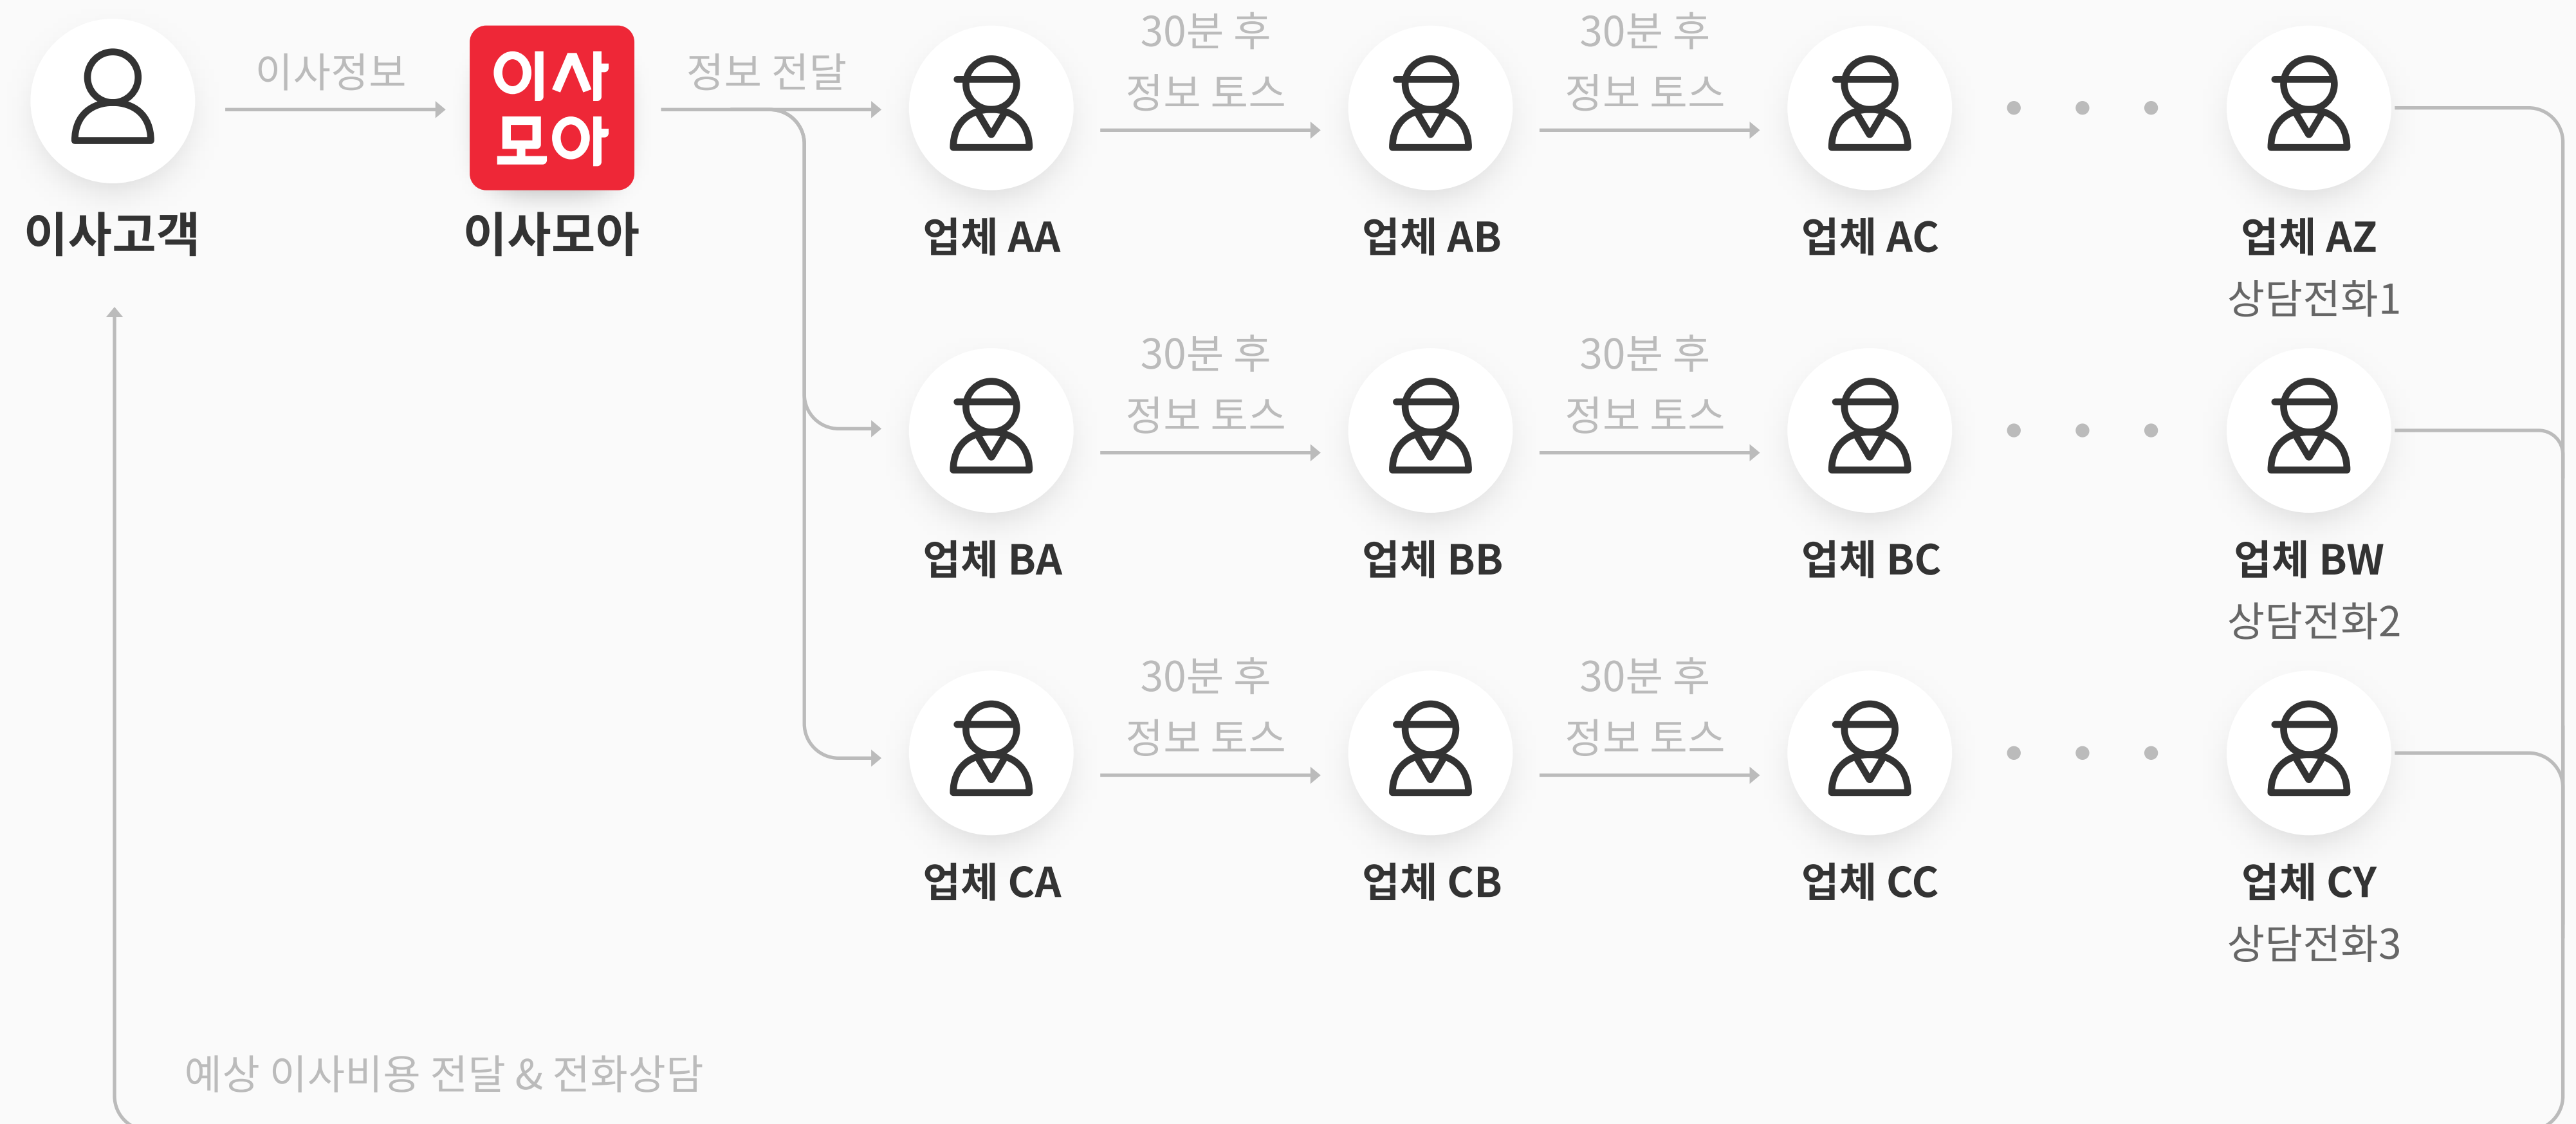 이사고객
이사정보
이사
모아
이사모아
정보 전달
업체 AA
30분 후
정보 토스
업체 AB
30분 후
정보 토스
업체 AC
업체 AZ
상담전화1
업체 BA
30분 후
정보 토스
업체 BB
30분 후
정보 토스
업체 BC
업체 BW
상담전화2
업체 CA
30분 후
정보 토스
업체 CB
30분 후
정보 토스
업체 CC
업체 CY
상담전화3
예상 이사비용 전달 & 전화상담